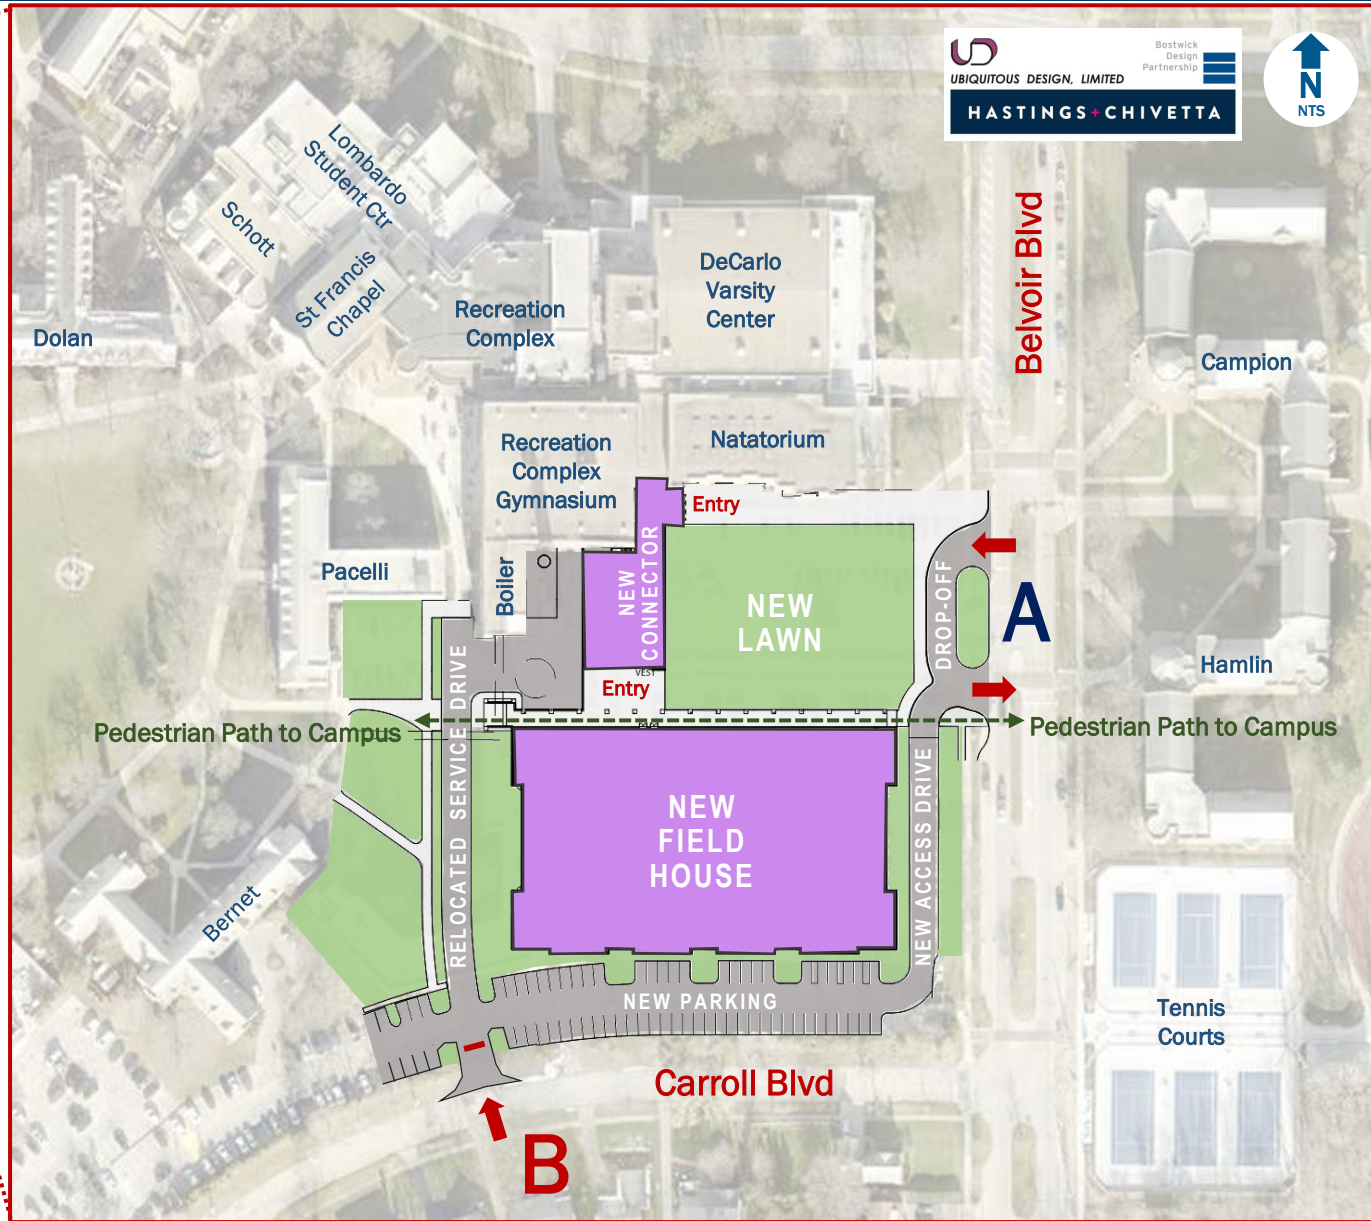 UD
UBIQUITOUS DESIGN, LIMITED
Bostwick
Design
Partnership
HASTINGS+CHIVETTA
N
NTS
Lombardo
Student Ctr
Schott
St Francis
Chapel
Dolan
Recreation
Complex
DeCarlo
Varsity
Center
Belvoir Blvd
Campion
Recreation
Complex
Gymnasium
Natatorium
Entry
Pacelli
Boiler
NEW
CONNECTOR
NEW
LAWN
DROP-OFF
A
Hamlin
VEST
Entry
Pedestrian Path to Campus
Pedestrian Path to Campus
RELOCATED SERVICE DRIVE
NEW
FIELD
HOUSE
NEW ACCESS DRIVE
Bernet
NEW PARKING
Tennis
Courts
Carroll Blvd
B